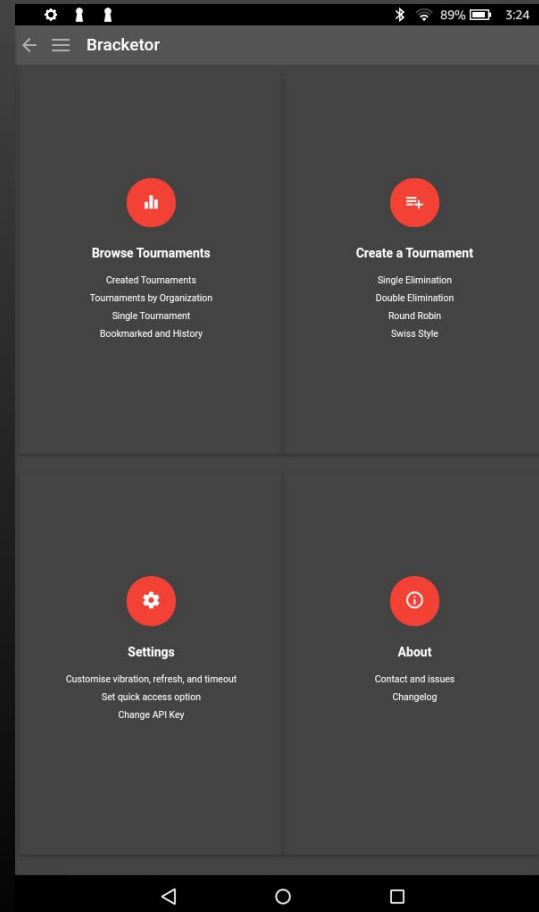 89% 3:24
Bracketor
Browse Tournaments
Created Tournaments
Tournaments by Organization
Single Tournament
Bookmarked and History
Create a Tournament
Single Elimination
Double Elimination
Round Robin
Swiss Style
Settings
Customise vibration, refresh, and timeout
Set quick access option
Change API Key
About
Contact and issues
Changelog